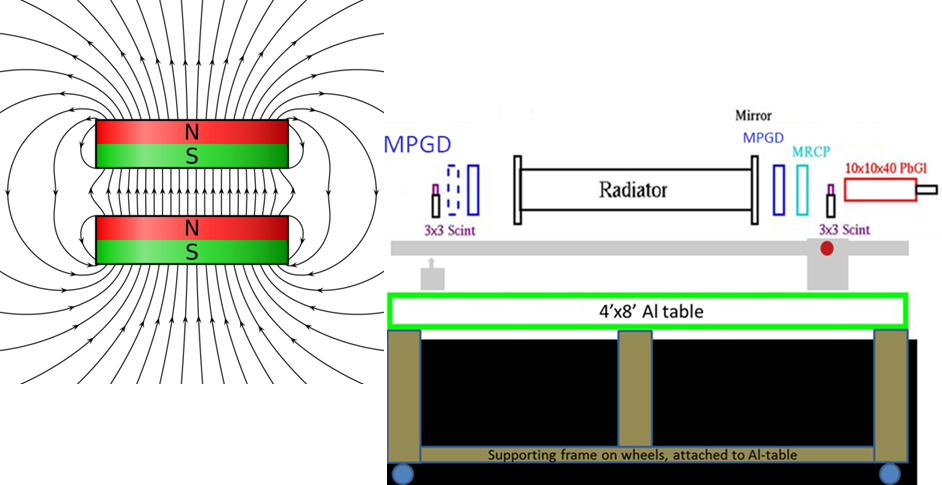 N
S
N
S
Mirror
MPGD
MPGD
MRCP
10x10x40 PbGl
Radiator
3x3 Scint
3x3 Scint
4'x8' Al table
Supporting frame on wheels, attached to Al-table